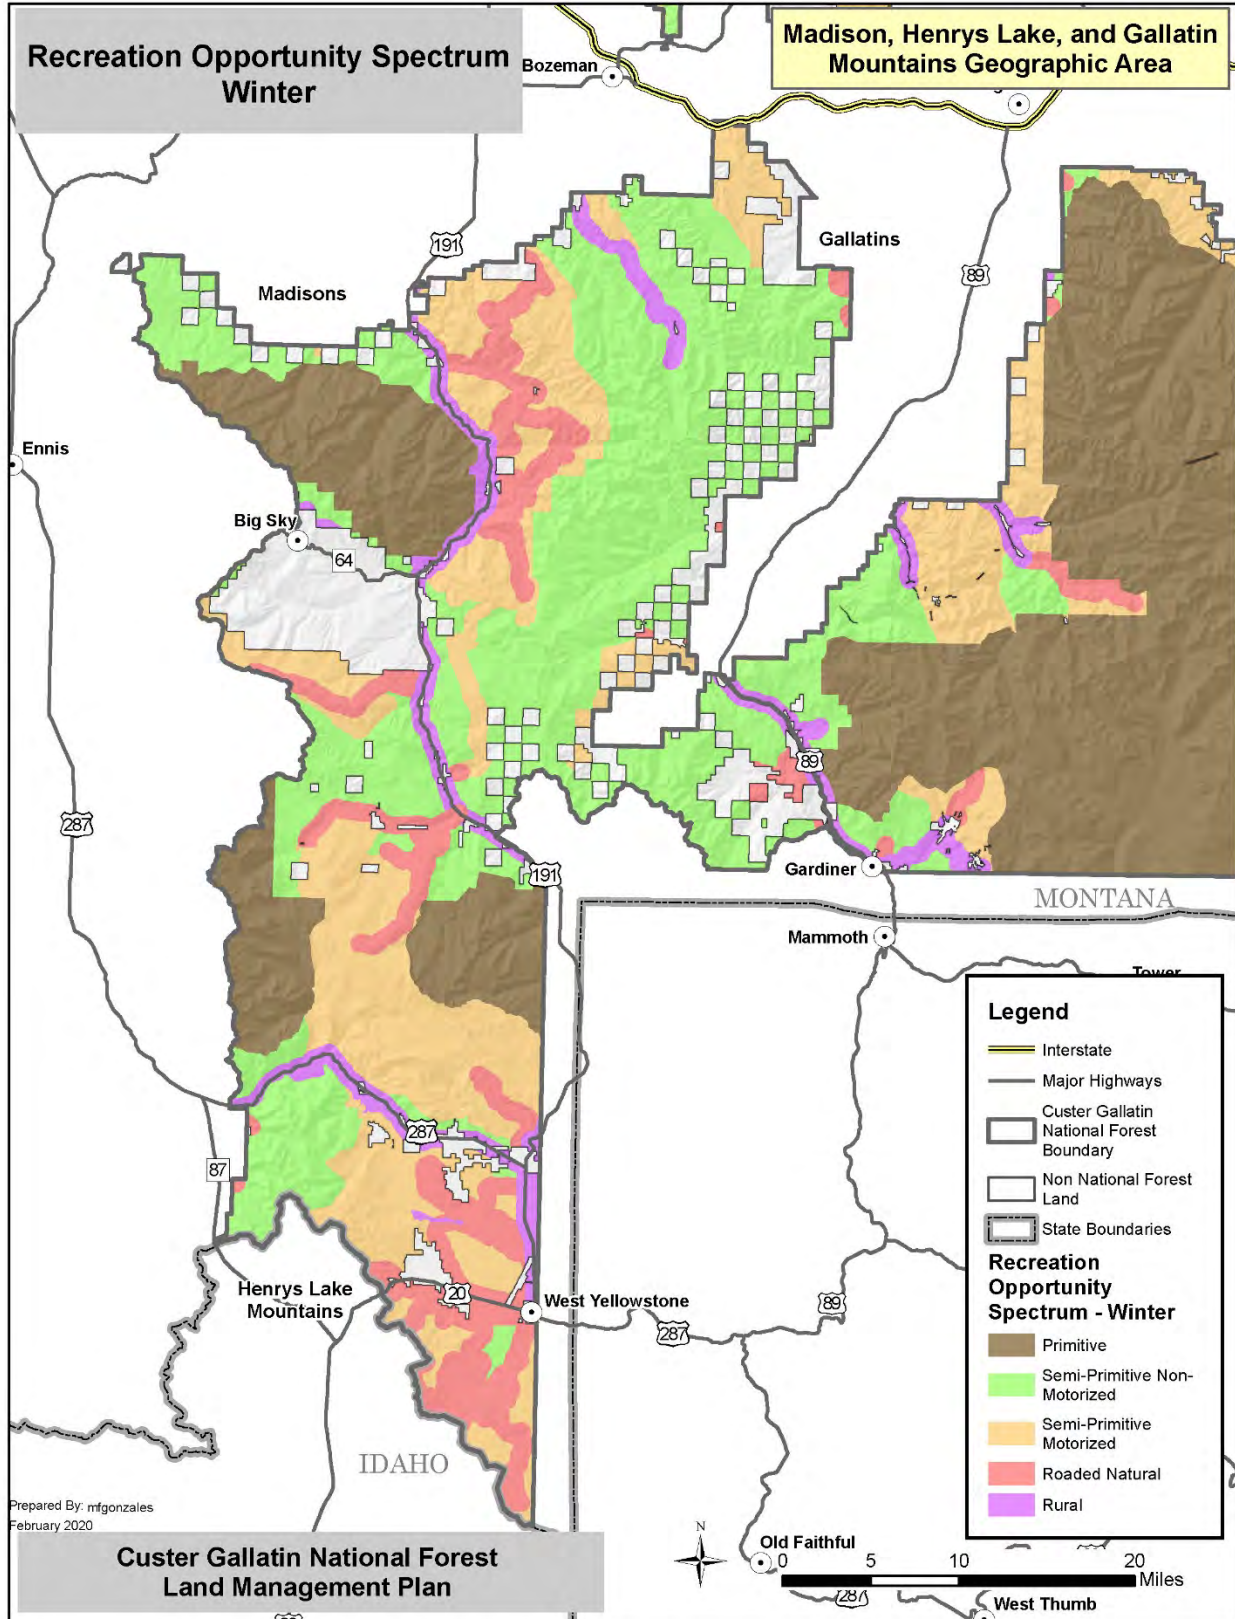 Recreation Opportunity Spectrum
Winter
Madison, Henrys Lake, and Gallatin
Mountains Geographic Area
Bozeman
191
Gallatins
89
Madisons
Ennis
Big Sky
64
287
89
191
Gardiner
MONTANA
Mammoth
Tower
287
87
Henrys Lake
Mountains
20
West Yellowstone
89
287
IDAHO
Legend
Interstate
Major Highways
Custer Gallatin
National Forest
Boundary
Non National Forest
Land
State Boundaries
Recreation
Opportunity
Spectrum - Winter
Primitive
Semi-Primitive Non-
Motorized
Semi-Primitive
Motorized
Roaded Natural
Rural
Prepared By: mfgonzales
February 2020
Custer Gallatin National Forest
Land Management Plan
N
Old Faithful
0 5 10 20
Miles
287
West Thumb